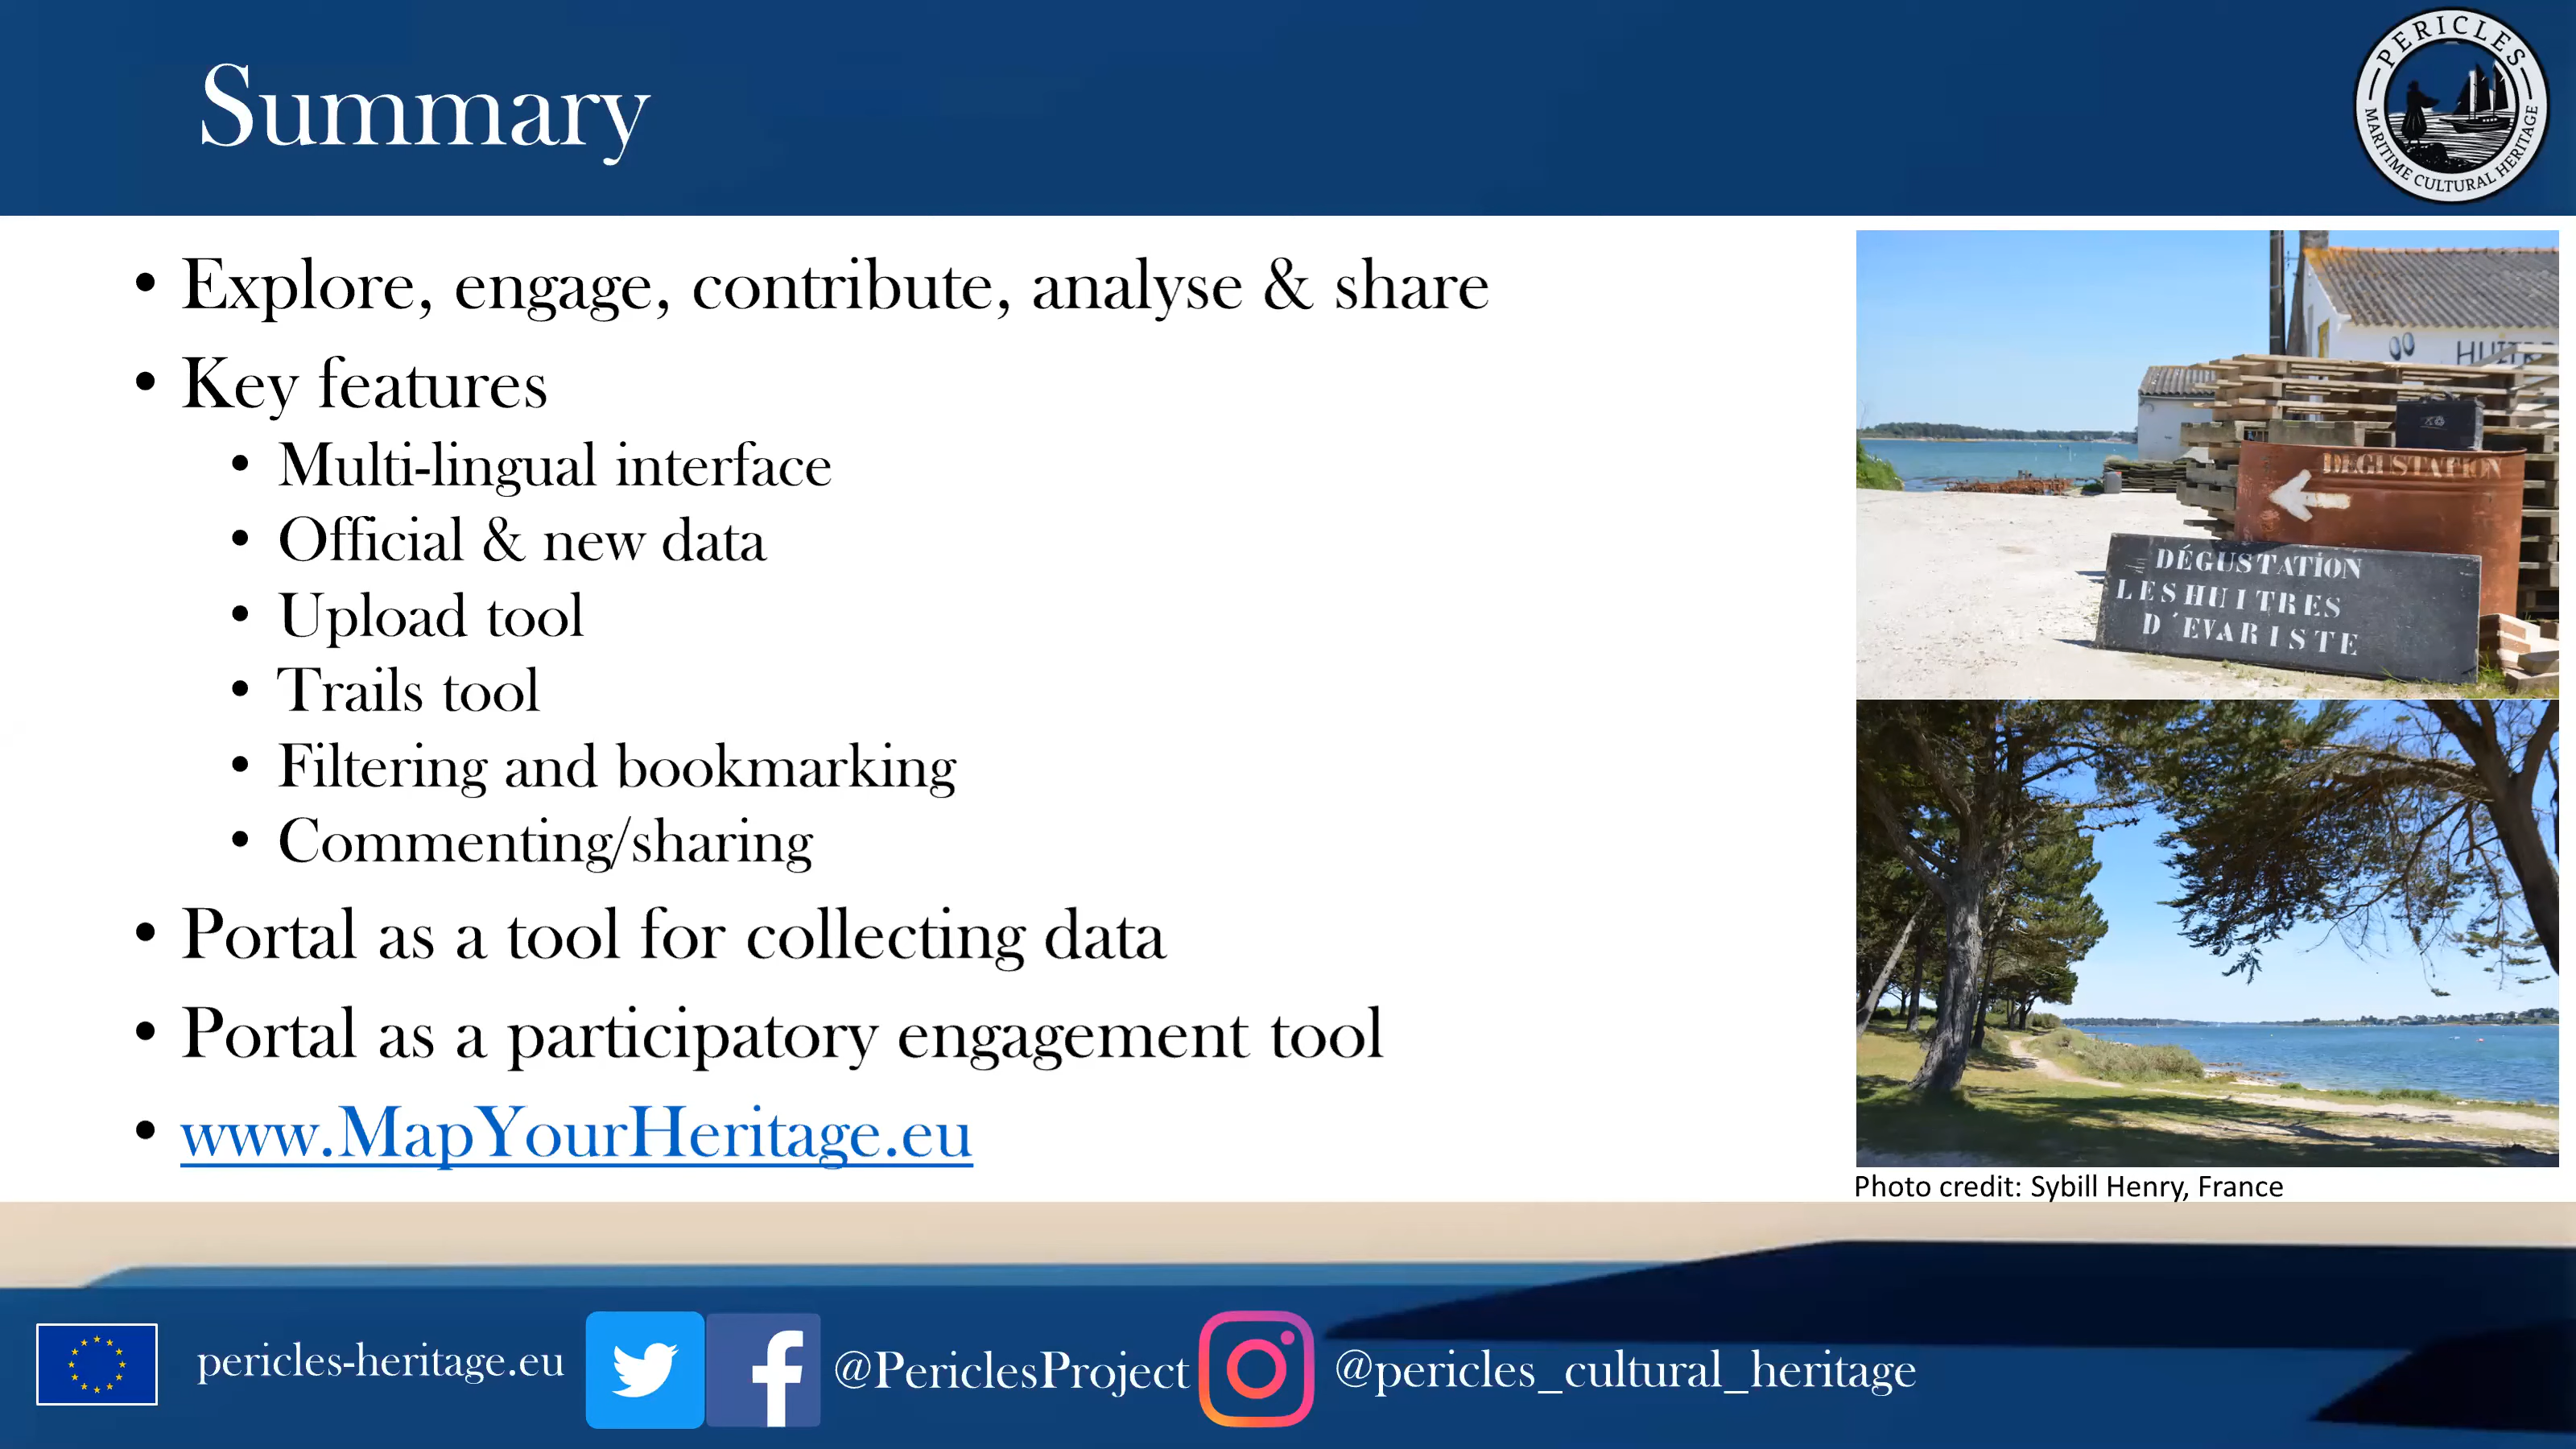 Summary
PERICLES
MARITIME CULTURAL HERITAGE
• Explore, engage, contribute, analyse & share
• Key features
• Multi-lingual interface
• Official & new data
• Upload tool
• Trails tool
• Filtering and bookmarking
• Commenting/sharing
• Portal as a tool for collecting data
• Portal as a participatory engagement tool
• www.MapYourHeritage.eu
DEGUSTATION
DÉGUSTATION
LES HUITRES
D'EVARISTE
Photo credit: Sybill Henry, France
pericles-heritage.eu
@PericlesProject
@pericles_cultural_heritage